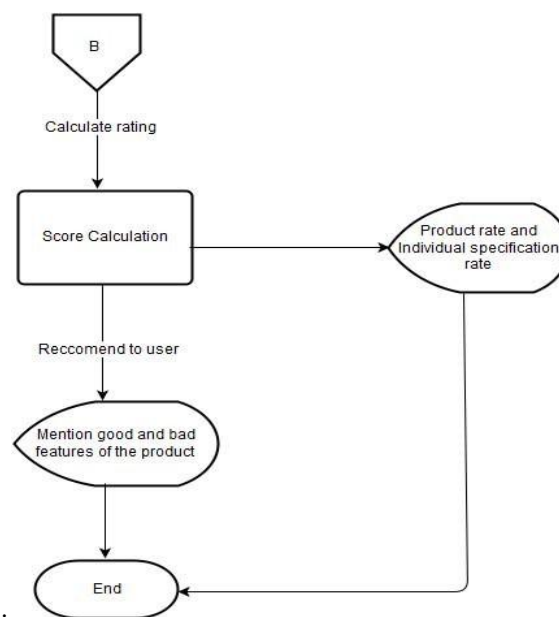 B
Calculate rating
Score Calculation
Product rate and
Individual specification
rate
Reccomend to user
Mention good and bad
features of the product
End
.